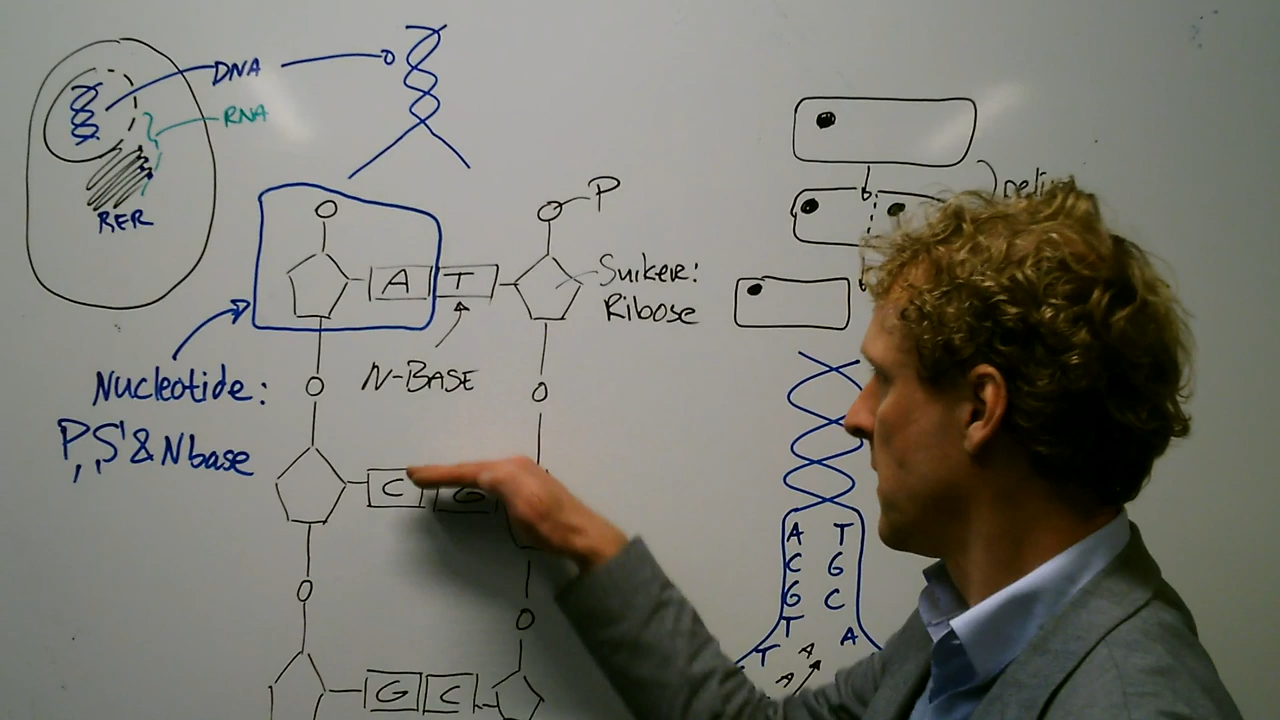 DNA
RNA
RER
P
A T
Suiker:
Ribose
N-BASE
Nucleotide:
P, S & Nbase
C G
G C
A T
C G
G C
T A
T A
A